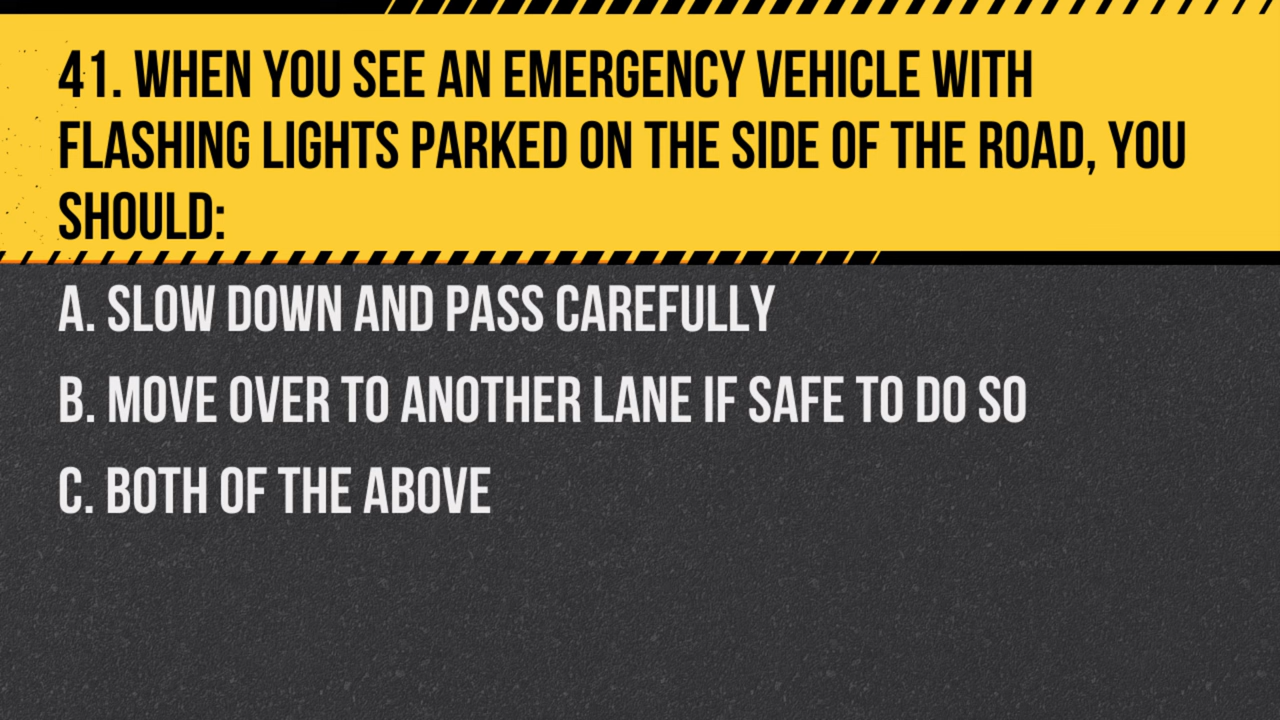 41. WHEN YOU SEE AN EMERGENCY VEHICLE WITH
FLASHING LIGHTS PARKED ON THE SIDE OF THE ROAD, YOU
SHOULD:
A. SLOW DOWN AND PASS CAREFULLY
B. MOVE OVER TO ANOTHER LANE IF SAFE TO DO SO
C. BOTH OF THE ABOVE